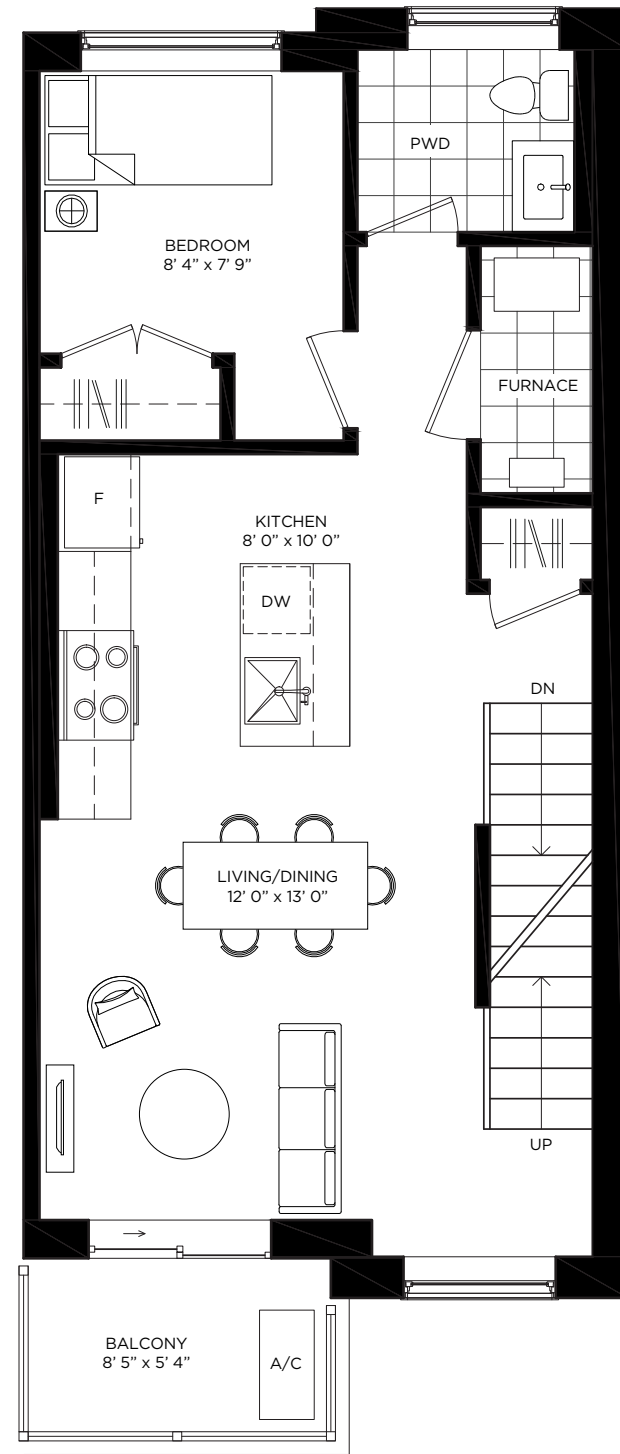 PWD
BEDROOM
8’ 4” x 7’ 9”
FURNACE
F
KITCHEN
8’ 0” x 10’ 0”
DW
DN
LIVING/DINING
12’ 0” x 13’ 0”
UP
BALCONY
8’ 5” x 5’ 4”
A/C